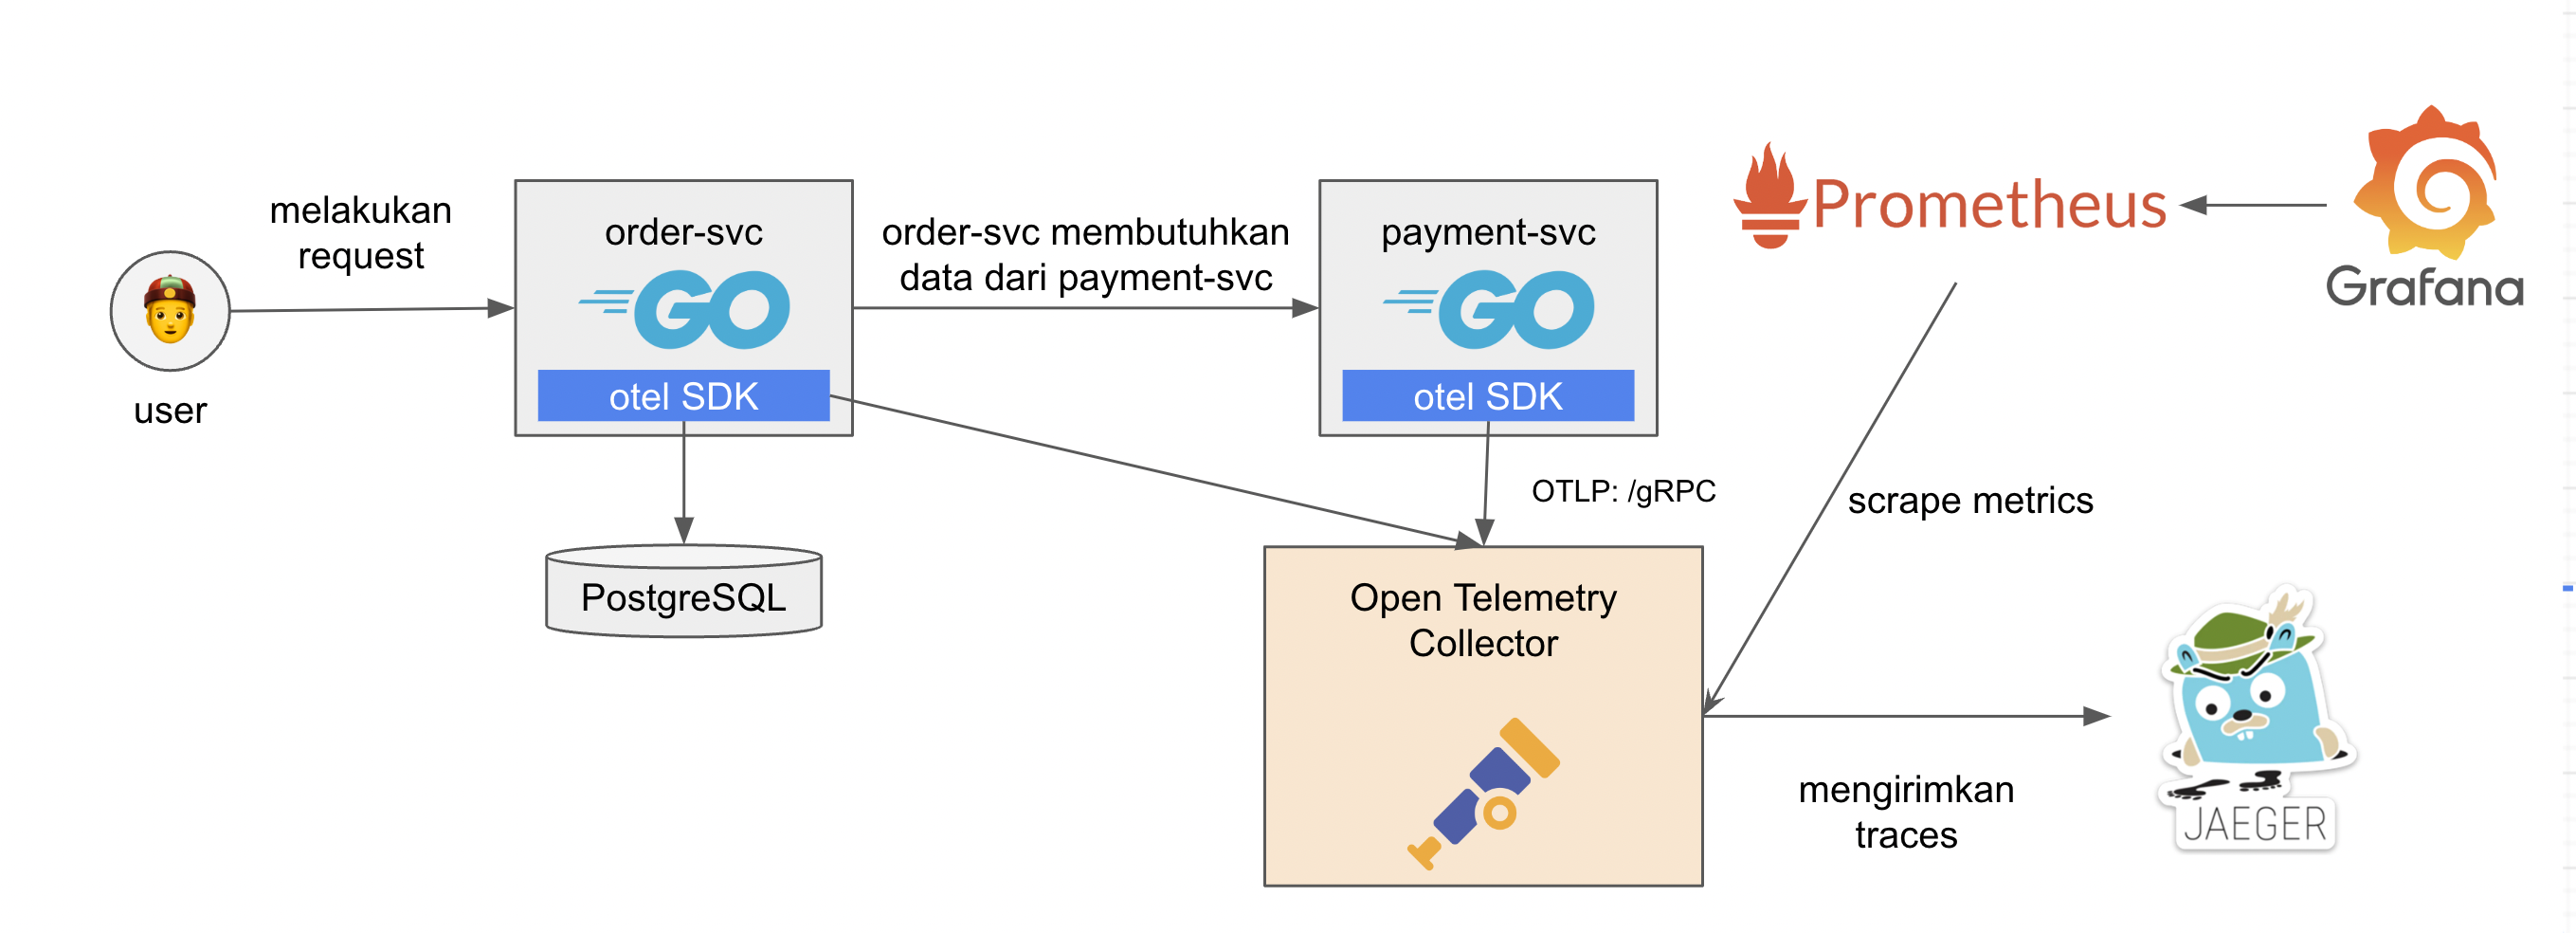 melakukan
request
user
order-svc
GO
otel SDK
PostgreSQL
order-svc membutuhkan
data dari payment-svc
payment-svc
GO
otel SDK
OTLP: /gRPC
Open Telemetry
Collector
Prometheus
Grafana
scrape metrics
mengirimkan
traces
JAEGER